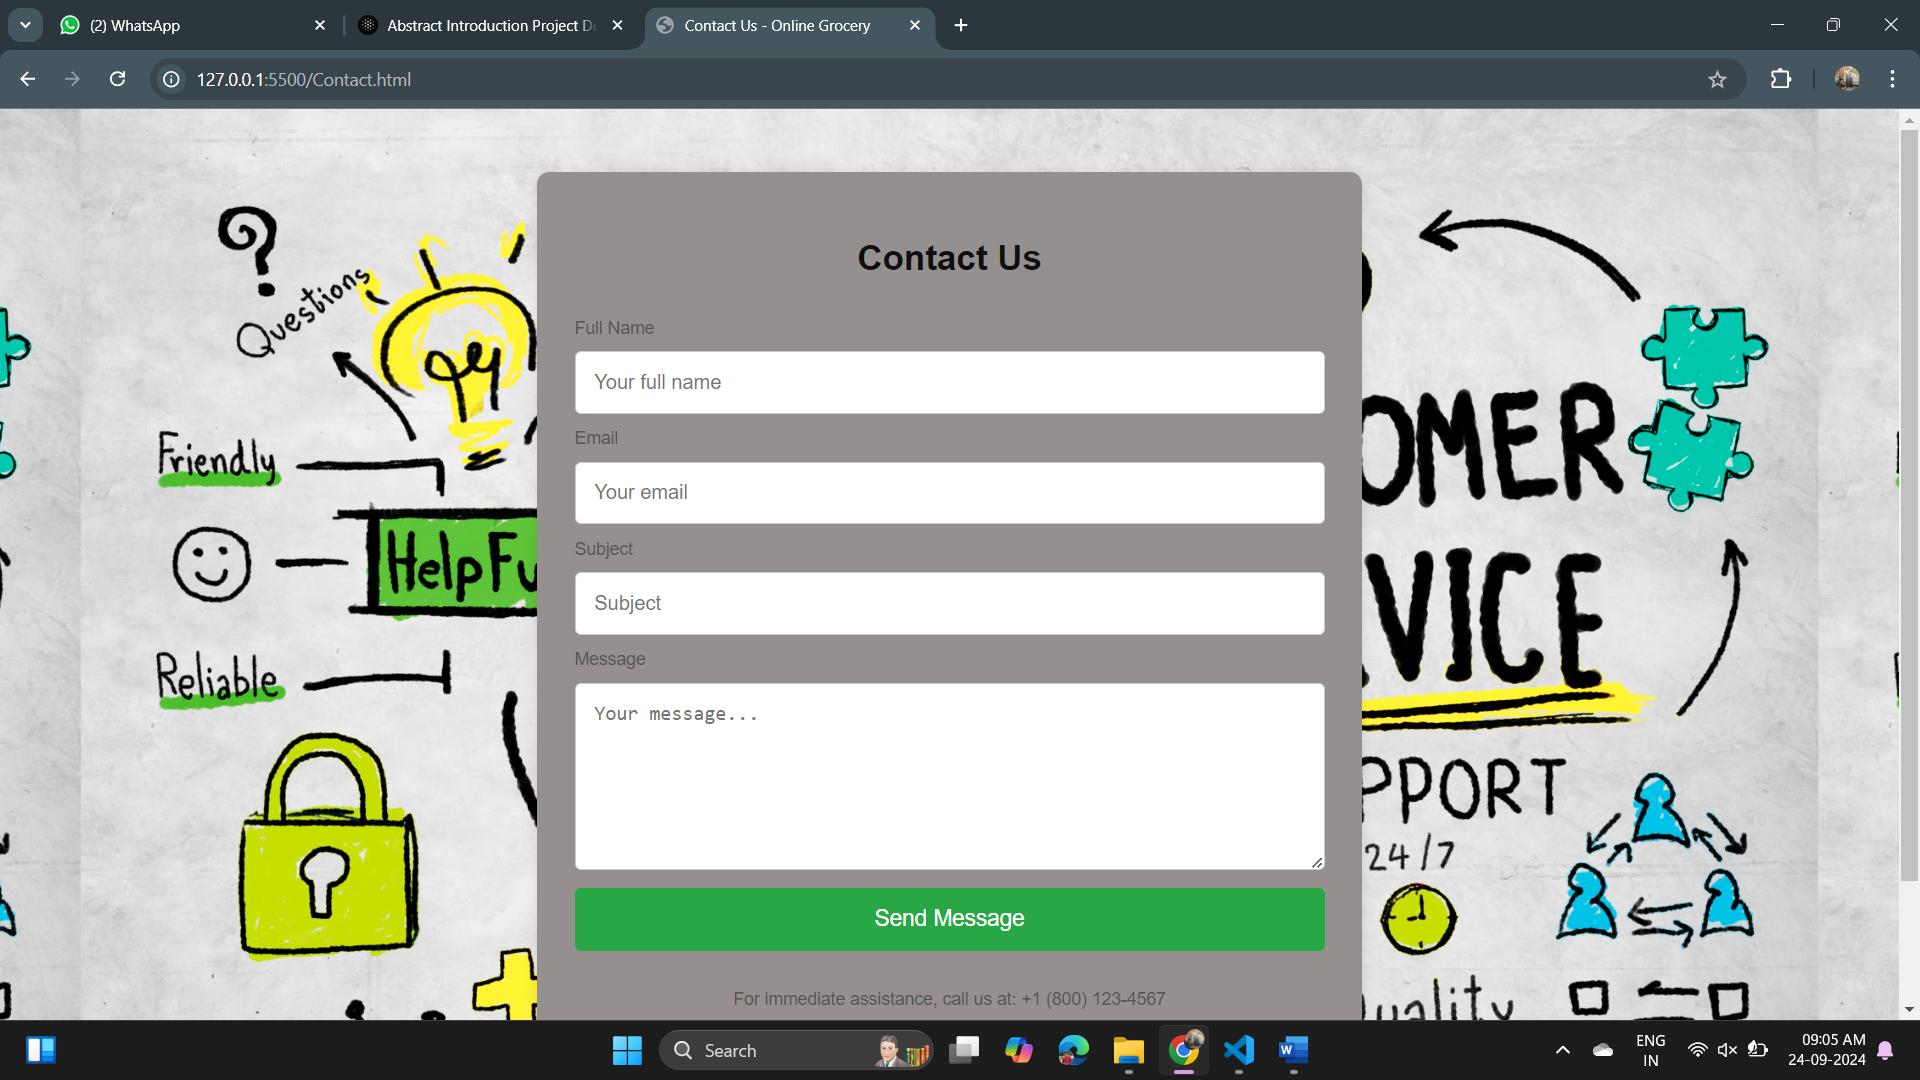 (2) WhatsApp
Abstract Introduction Project De
Contact Us - Online Grocery
127.0.0.1:5500/Contact.html
?
Questions
Friendly
HelpFu
Reliable
Contact Us
Full Name
Your full name
Email
Your email
Subject
Subject
Message
Your message...
Send Message
For immediate assistance, call us at: +1 (800) 123-4567
OMER
VICE
PPORT
24/7
uality
Search
ENG
IN
09:05 AM
24-09-2024